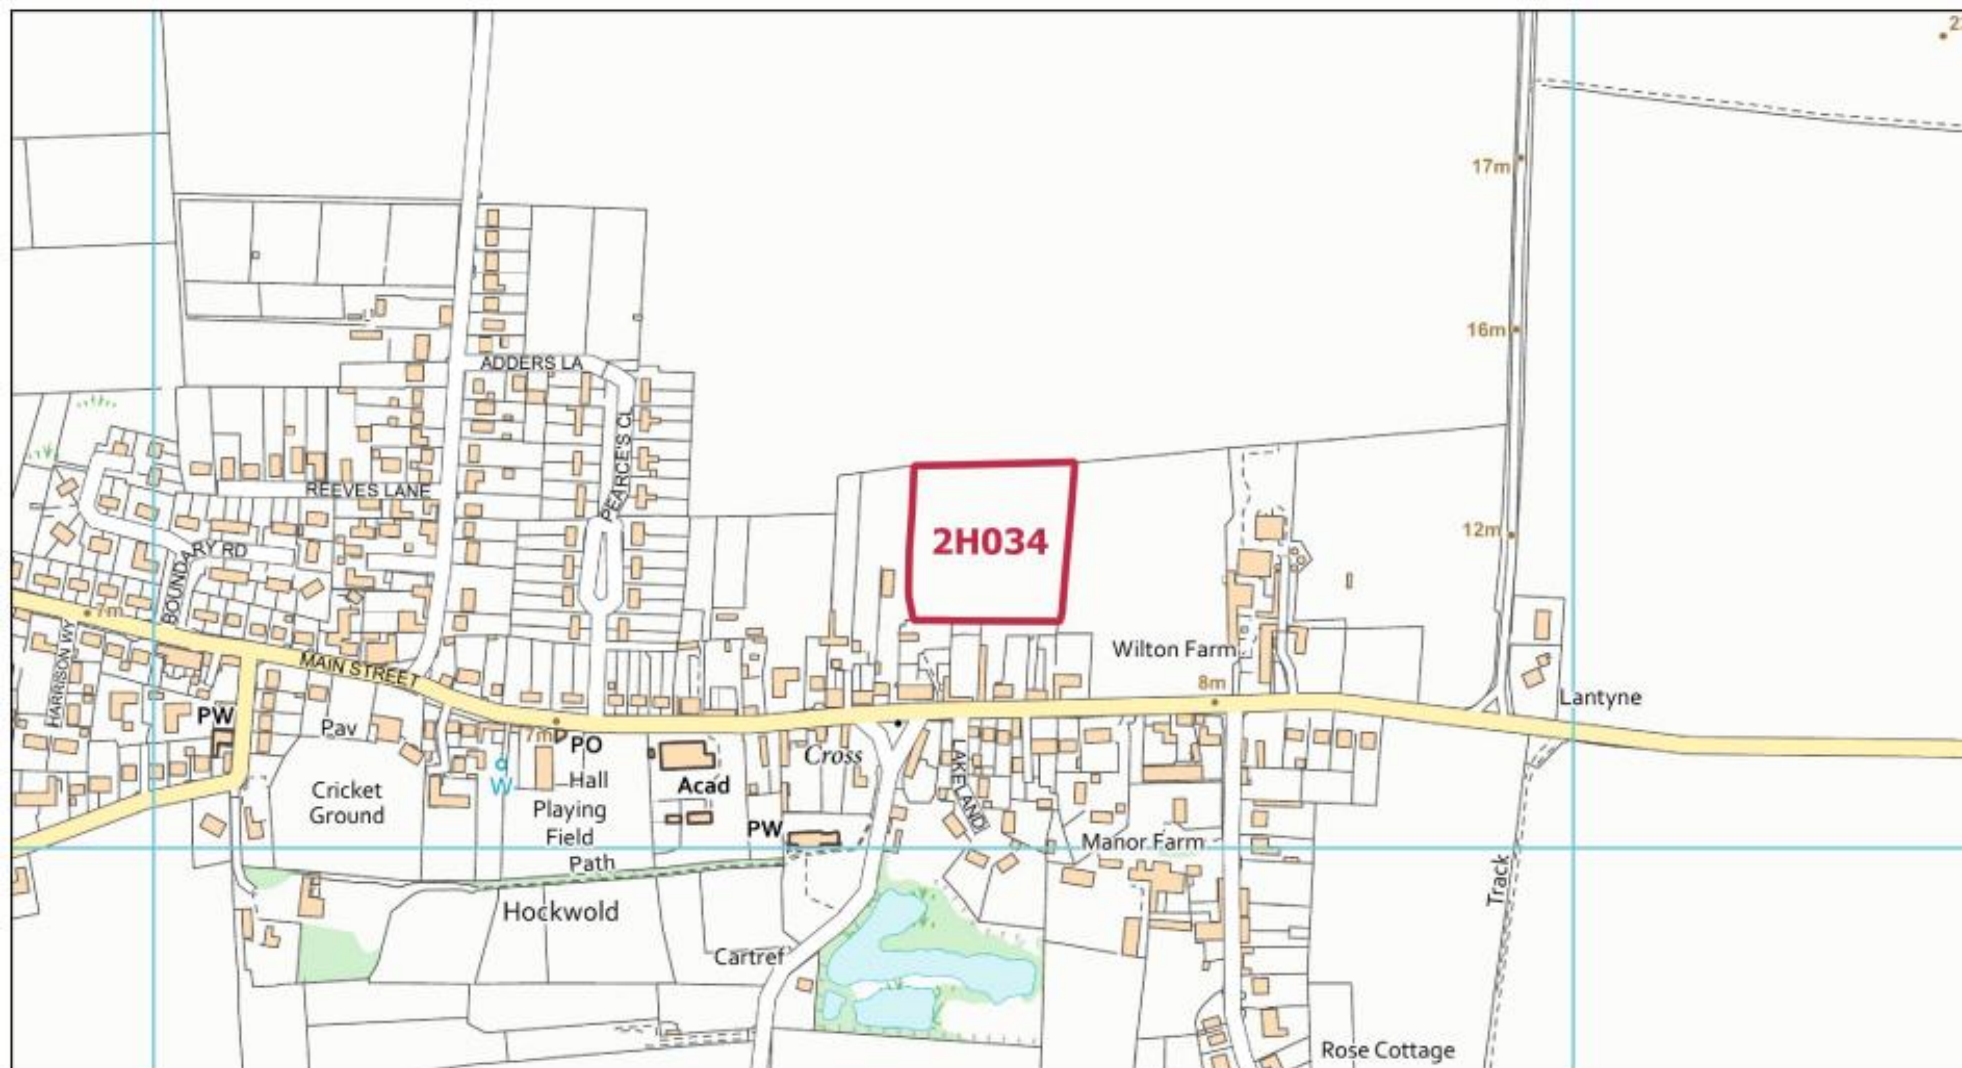 17m
16m
ADDERS LA
PEARCE'S CL
REEVES LANE
2H034
12m
BOUNDARY RD
7m
HARRISON WY
MAIN STREET
Wilton Farm
8m
Lantyne
PW
Pav
7m
PO
Hall
Cross
LAKELAND
Acad
W
Cricket
Ground
Playing
Field
PW
Manor Farm
Path
Track
Hockwold
Cartref
Rose Cottage